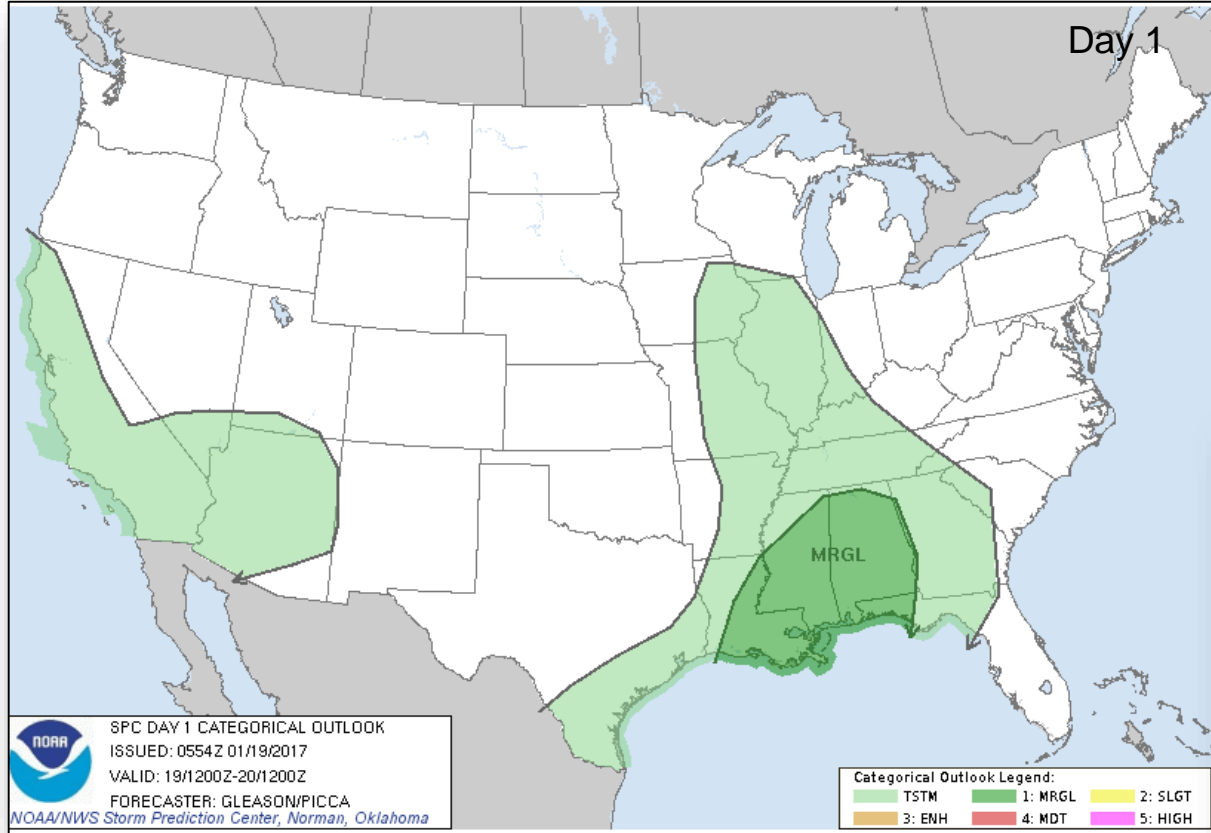 Day 1
MRGL
NOAA
SPC DAY 1 CATEGORICAL OUTLOOK
ISSUED: 0554Z 01/19/2017
VALID: 19/1200Z-20/1200Z
FORECASTER: GLEASON/PICCA
NOAA/NWS Storm Prediction Center, Norman, Oklahoma
Categorical Outlook Legend:
TSTM 1: MRGL 2: SLGT
3: ENH 4: MDT 5: HIGH